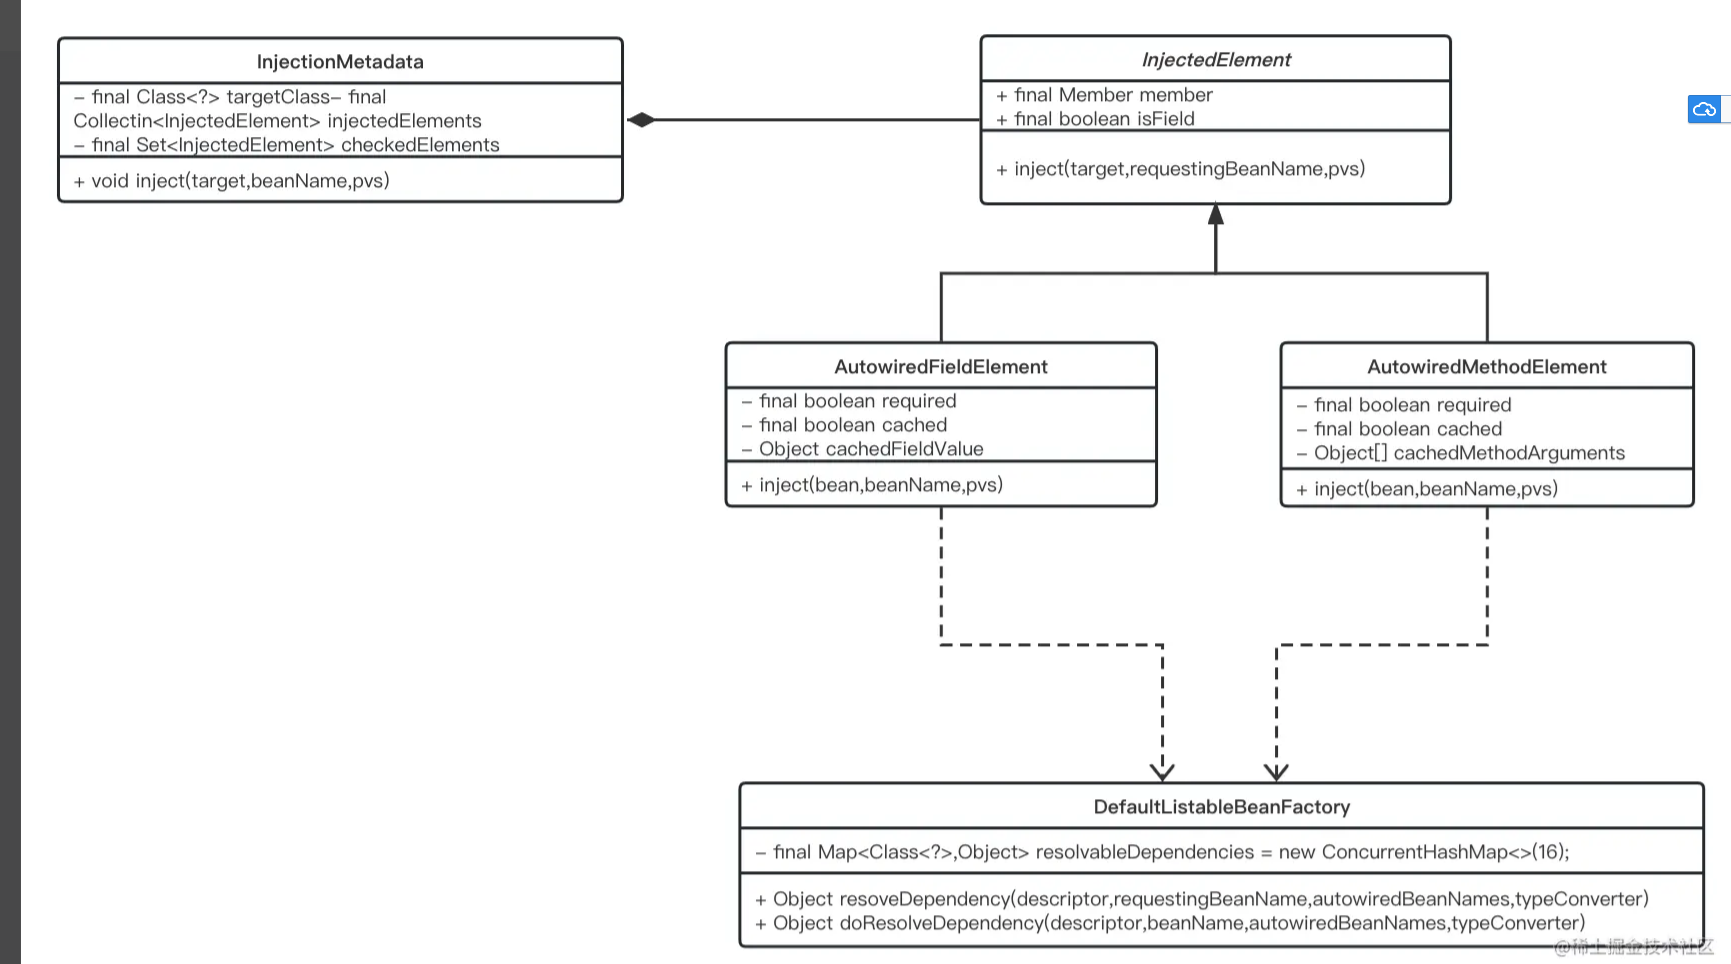 InjectionMetadata
– final Class<?> targetClass– final
Collectin<InjectedElement> injectedElements
– final Set<InjectedElement> checkedElements
+ void inject(target,beanName,pvs)
InjectedElement
+ final Member member
+ final boolean isField
+ inject(target,requestingBeanName,pvs)
AutowiredFieldElement
– final boolean required
– final boolean cached
– Object cachedFieldValue
+ inject(bean,beanName,pvs)
AutowiredMethodElement
– final boolean required
– final boolean cached
– Object[] cachedMethodArguments
+ inject(bean,beanName,pvs)
DefaultListableBeanFactory
– final Map<Class<?>,Object> resolvableDependencies = new ConcurrentHashMap<>(16);
+ Object resoveDependency(descriptor,requestingBeanName,autowiredBeanNames,typeConverter)
+ Object doResolveDependency(descriptor,beanName,autowiredBeanNames,typeConverter)
@稀土掘金技术社区